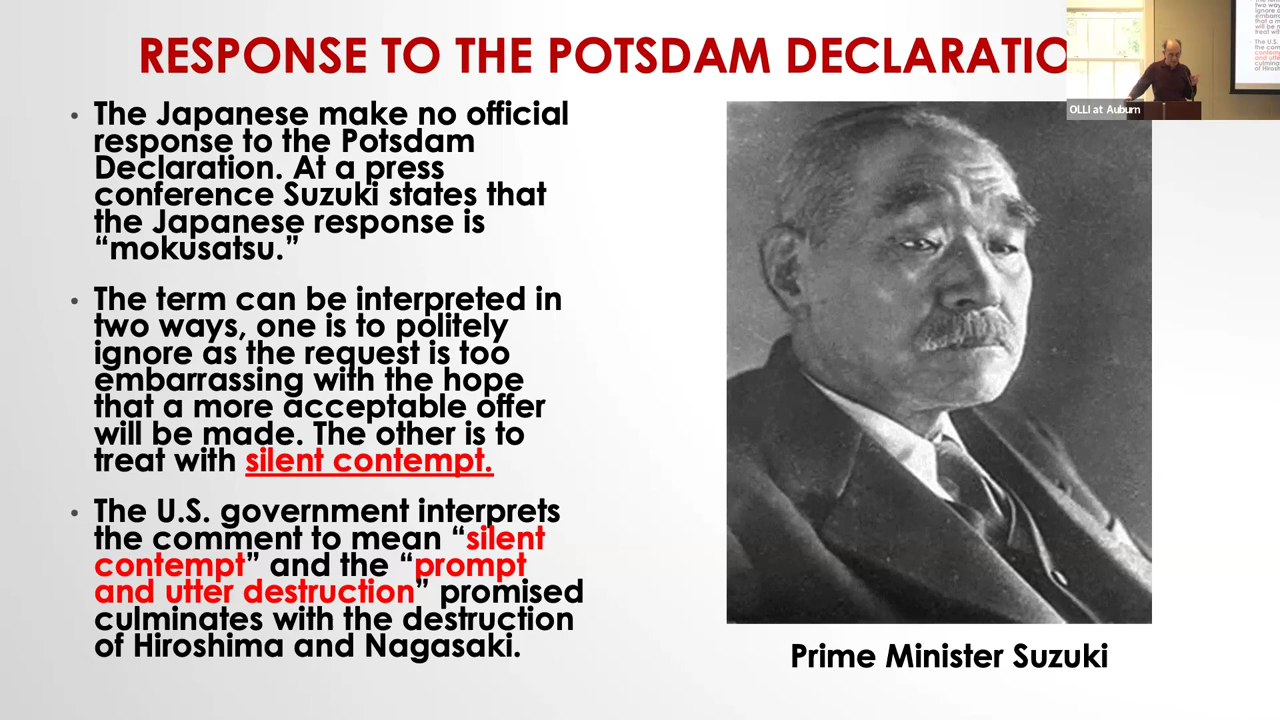 RESPONSE TO THE POTSDAM DECLARATIO
• The Japanese make no official
response to the Potsdam
Declaration. At a press
conference Suzuki states that
the Japanese response is
“mokusatsu.”
• The term can be interpreted in
two ways, one is to politely
ignore as the request is too
embarrassing with the hope
that a more acceptable offer
will be made. The other is to
treat with silent contempt.
• The U.S. government interprets
the comment to mean “silent
contempt” and the “prompt
and utter destruction” promised
culminates with the destruction
of Hiroshima and Nagasaki.
Prime Minister Suzuki
OLLI at Auburn